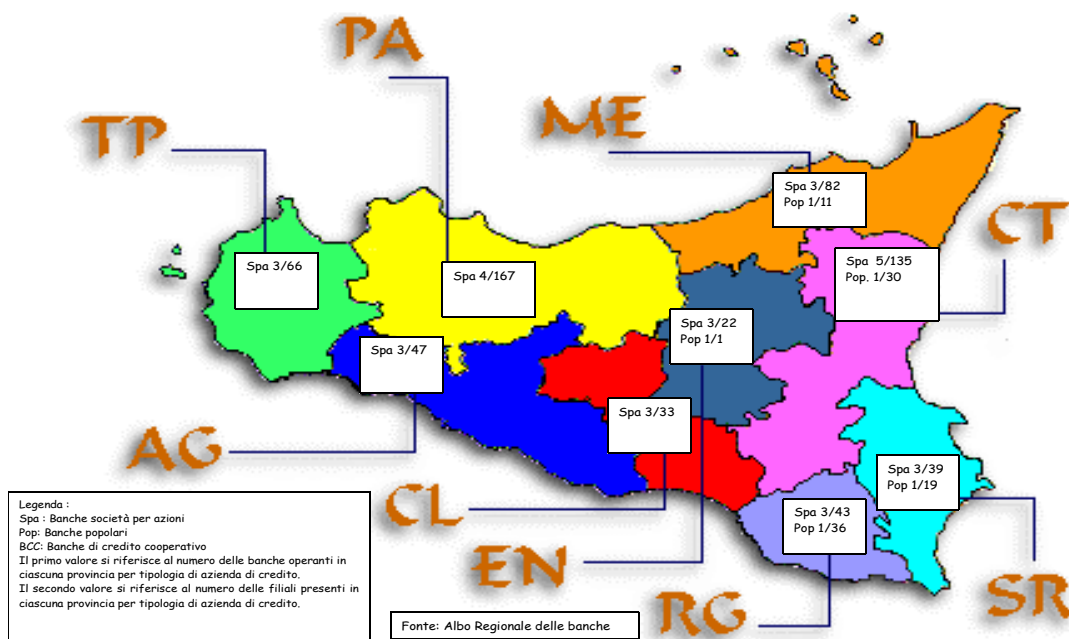 PA
TP
ME
CT
Spa 3/82
Pop 1/11
Spa 5/135
Pop. 1/30
Spa 3/66
Spa 4/167
Spa 3/22
Pop 1/1
Spa 3/47
Spa 3/33
AG
CL
EN
RG
SR
Spa 3/39
Pop 1/19
Spa 3/43
Pop 1/36
Legenda :
Spa : Banche società per azioni
Pop: Banche popolari
BCC: Banche di credito cooperativo
Il primo valore si riferisce al numero delle banche operanti in
ciascuna provincia per tipologia di azienda di credito.
Il secondo valore si riferisce al numero delle filiali presenti in
ciascuna provincia per tipologia di azienda di credito.
Fonte: Albo Regionale delle banche